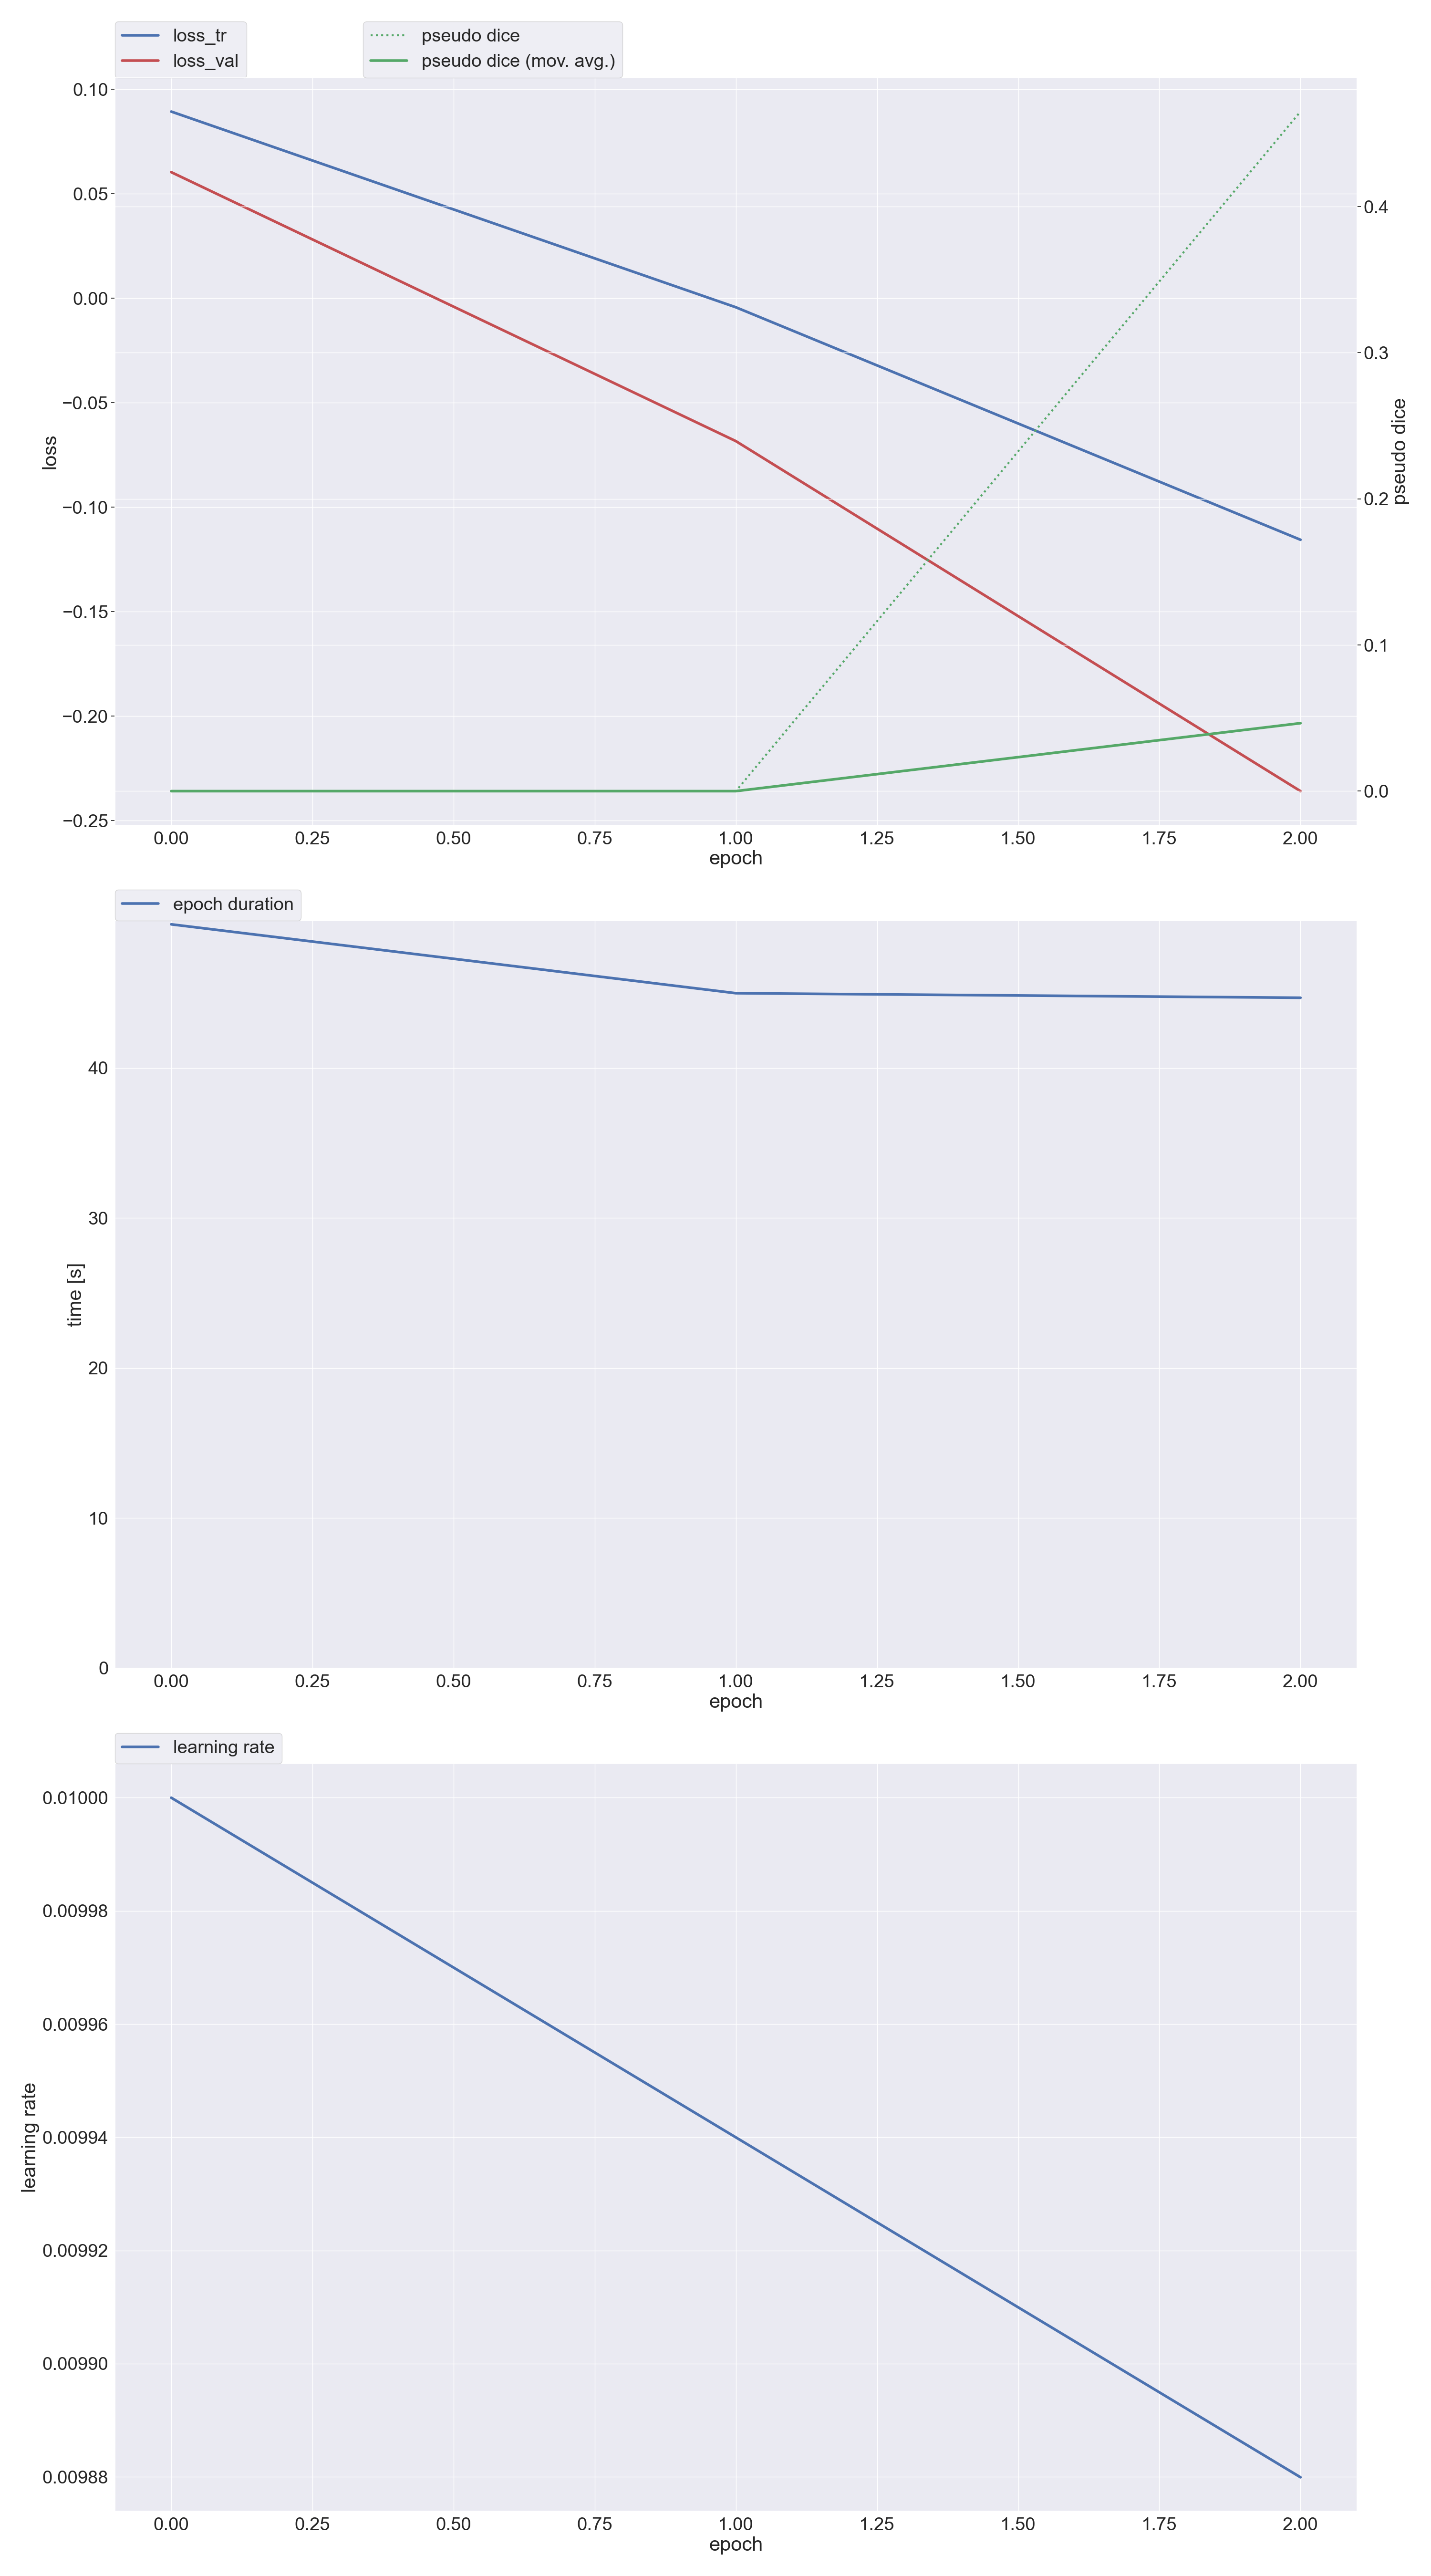 loss_tr
loss_val
pseudo dice
pseudo dice (mov. avg.)
0.10
0.05
0.00
−0.05
−0.10
−0.15
−0.20
−0.25
loss
0.4
0.3
0.2
0.1
0.0
pseudo dice
0.00 0.25 0.50 0.75 1.00 1.25 1.50 1.75 2.00
epoch
epoch duration
40
30
20
10
0
time [s]
0.00 0.25 0.50 0.75 1.00 1.25 1.50 1.75 2.00
epoch
learning rate
0.01000
0.00998
0.00996
0.00994
0.00992
0.00990
0.00988
learning rate
0.00 0.25 0.50 0.75 1.00 1.25 1.50 1.75 2.00
epoch